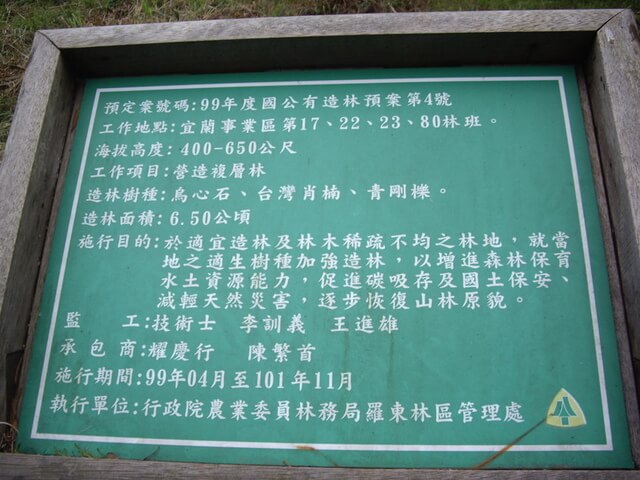 預定案號碼:99年度國公有造林預案第4號
工作地點:宜蘭事業區第17、22、23、80林班。
海拔高度:400-650公尺
工作項目:營造複層林
造林樹種:烏心石、台灣肖楠、青剛櫟。
造林面積:6.50公頃
施行目的:於適宜造林及林木稀疏不均之林地,就當
地之適生樹種加強造林,以增進森林保育
水土資源能力,促進碳吸存及國土保安、
減輕天然災害,逐步恢復山林原貌。
監 工:技術士 李訓義 王進雄
承包商:耀慶行 陳繁首
施行期間:99年04月至101年11月
執行單位:行政院農業委員林務局羅東林區管理處